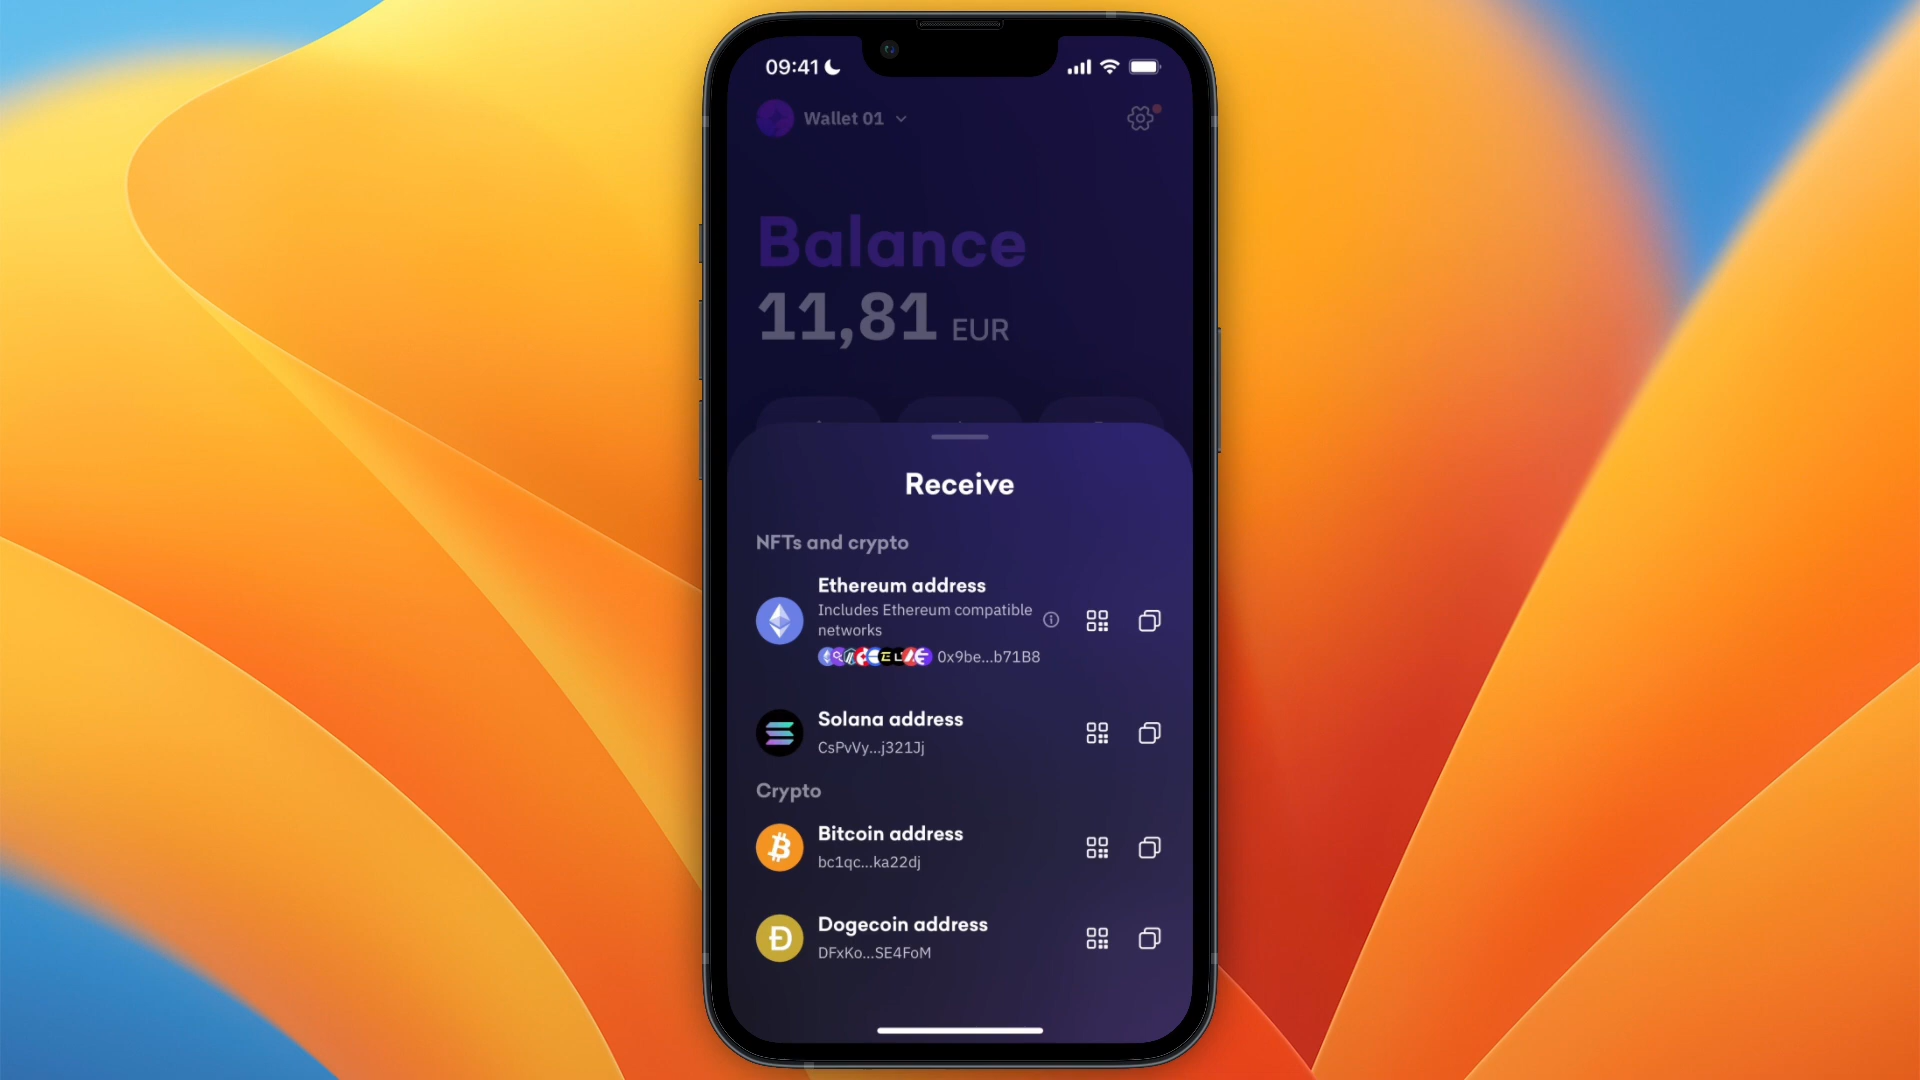 09:41
Wallet 01
Balance
11,81 EUR
Receive
NFTs and crypto
Ethereum address
Includes Ethereum compatible
networks
0x9be...b71B8
Solana address
CsPvVy...j321Jj
Crypto
Bitcoin address
bc1qc...ka22dj
Dogecoin address
DFxKo...SE4FoM